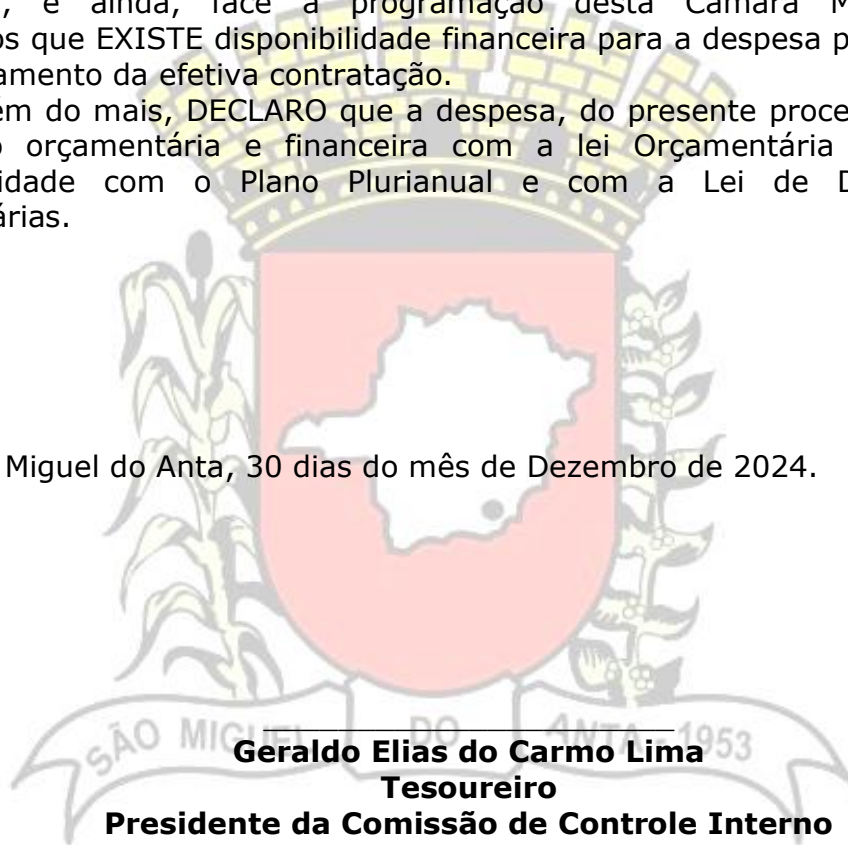 , e ainda, face a programação desta Câmara M
os que EXISTE disponibilidade financeira para a despesa p
amento da efetiva contratação.
ém do mais, DECLARO que a despesa, do presente proce
o orçamentária e financeira com a lei Orçamentária
idade com o Plano Plurianual e com a Lei de D
árias.
Miguel do Anta, 30 dias do mês de Dezembro de 2024.
SÃO MIGUEL DO ANTA - 1953
Geraldo Elias do Carmo Lima
Tesoureiro
Presidente da Comissão de Controle Interno